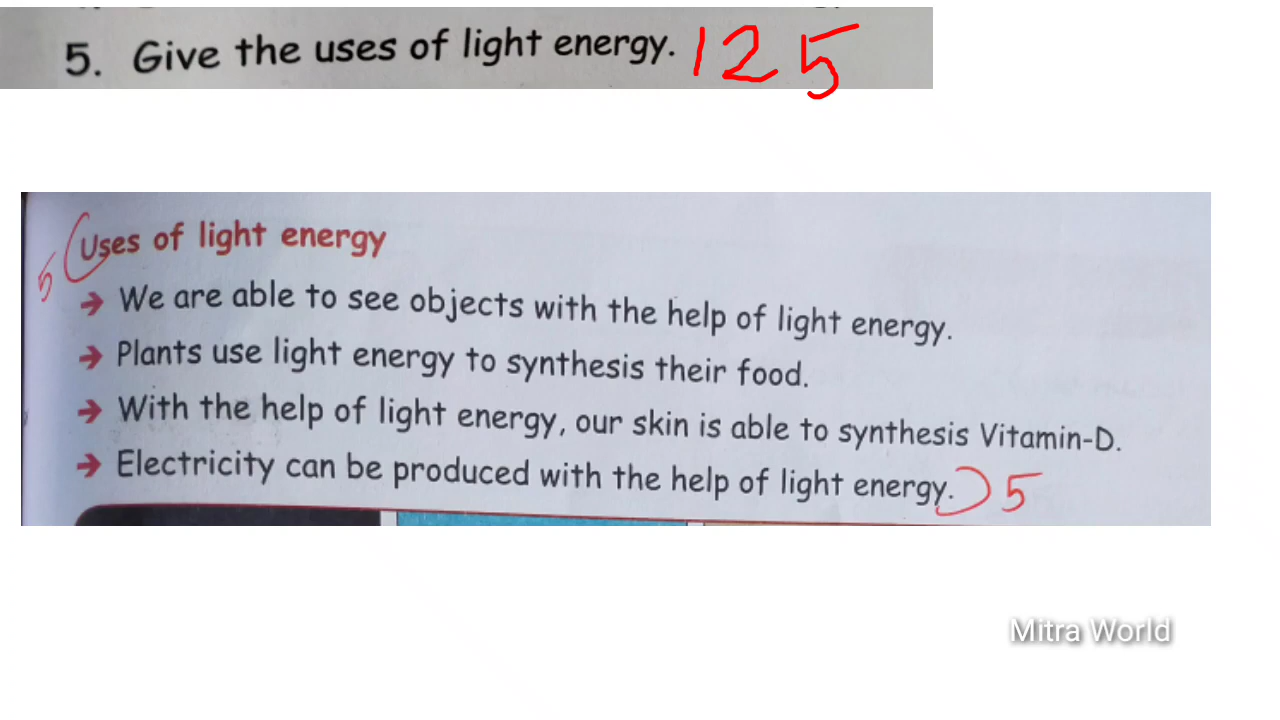 5. Give the uses of light energy. 125
5 Uses of light energy
→ We are able to see objects with the help of light energy.
→ Plants use light energy to synthesis their food.
→ With the help of light energy, our skin is able to synthesis Vitamin-D.
→ Electricity can be produced with the help of light energy. 5
Mitra World